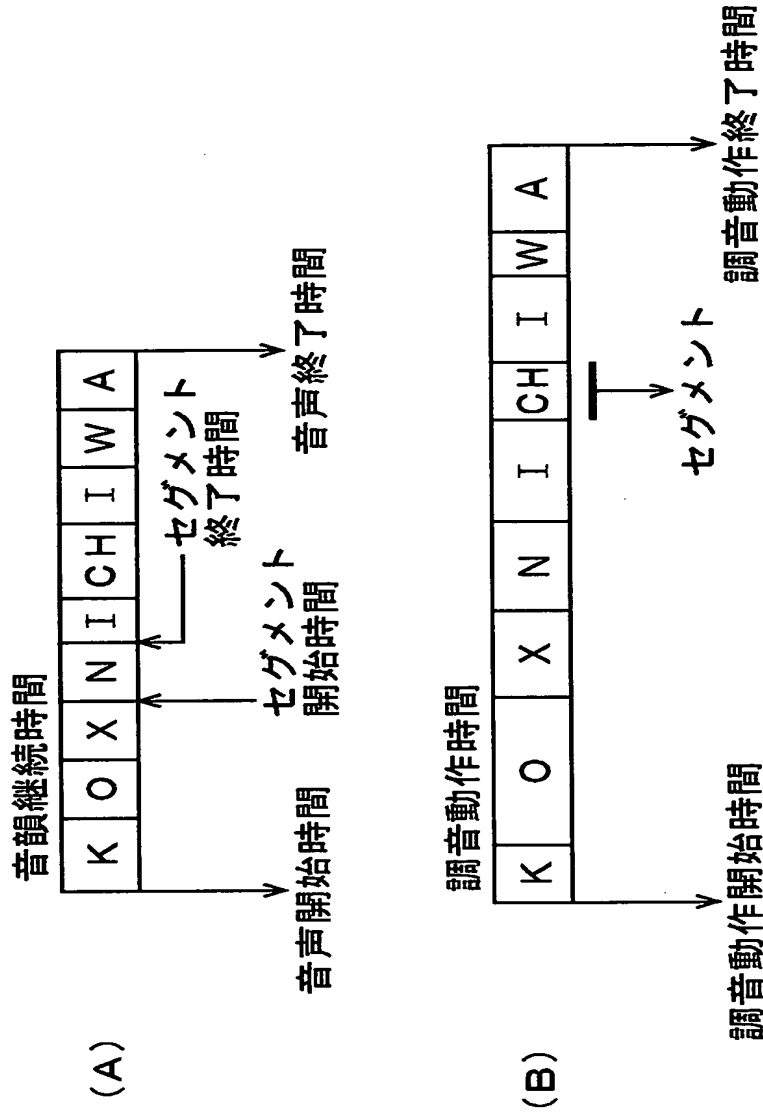 (A)
音韻継続時間
K O X N I CH I W A
セグメント
開始時間
セグメント
終了時間
音声開始時間
音声終了時間
(B)
調音動作時間
K O X N I CH I W A
セグメント
調音動作開始時間
調音動作終了時間